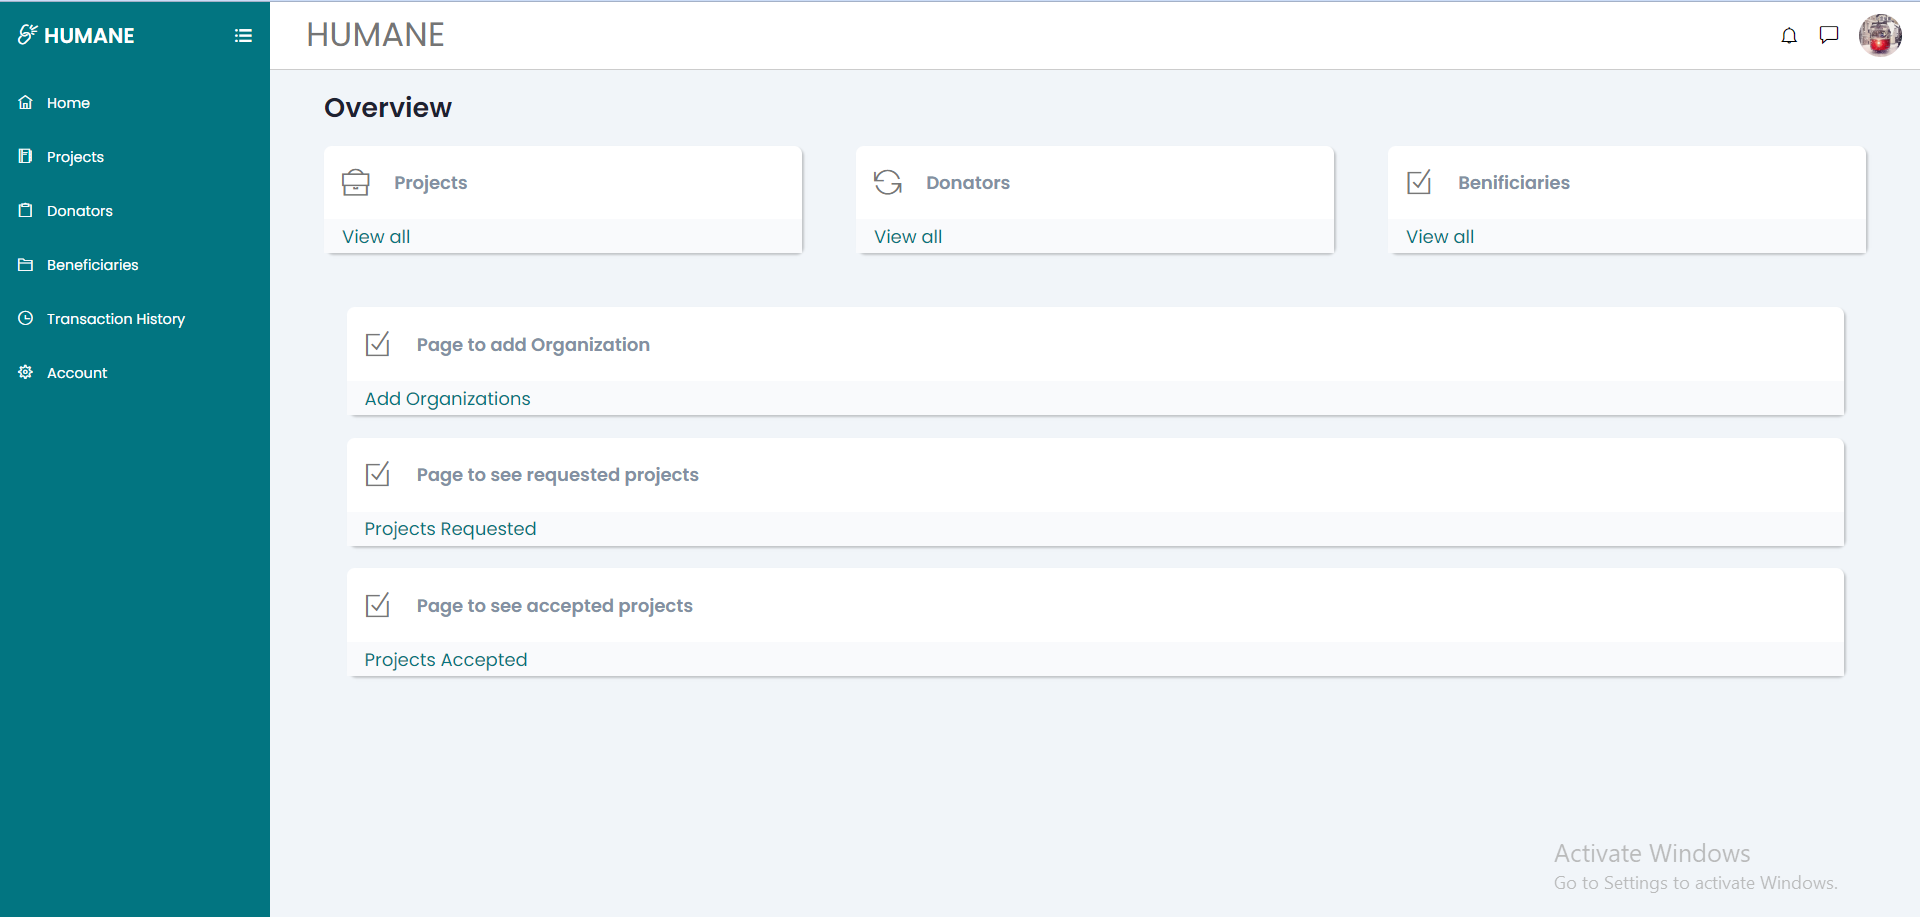 HUMANE
Home
Projects
Donators
Beneficiaries
Transaction History
Account
HUMANE
Overview
Projects
View all
Donators
View all
Benificiaries
View all
Page to add Organization
Add Organizations
Page to see requested projects
Projects Requested
Page to see accepted projects
Projects Accepted
Activate Windows
Go to Settings to activate Windows.